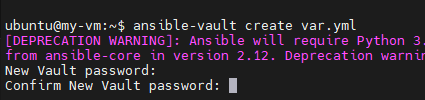 ubuntu@my-vm:~$ ansible-vault create var.yml
[DEPRECATION WARNING]: Ansible will require Python 3.
from ansible-core in version 2.12. Deprecation warnin
New Vault password:
Confirm New Vault password: